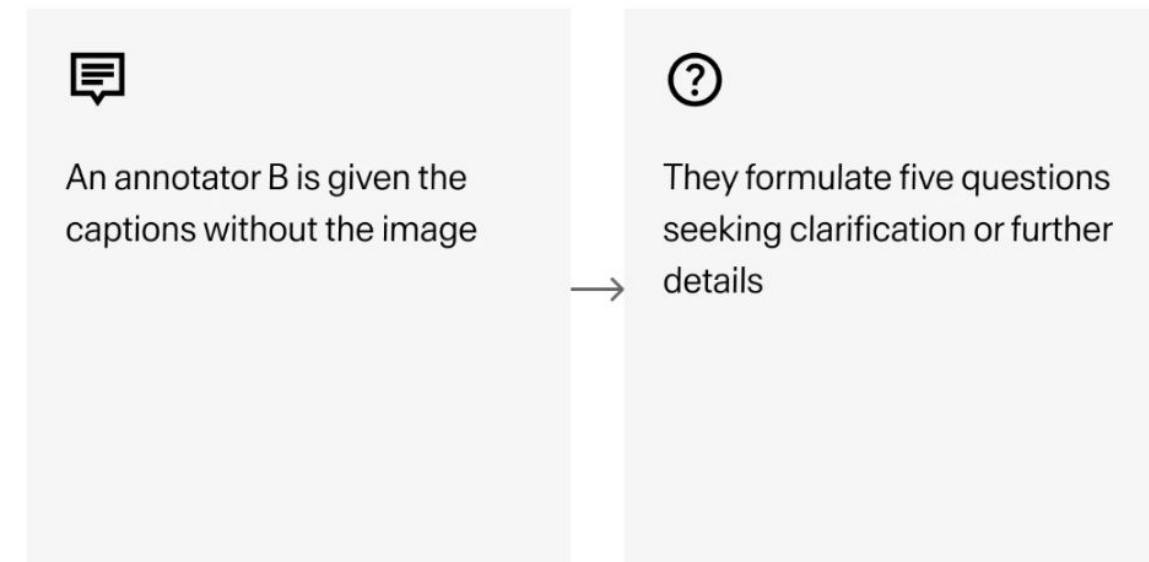 An annotator B is given the
captions without the image
They formulate five questions
seeking clarification or further
details